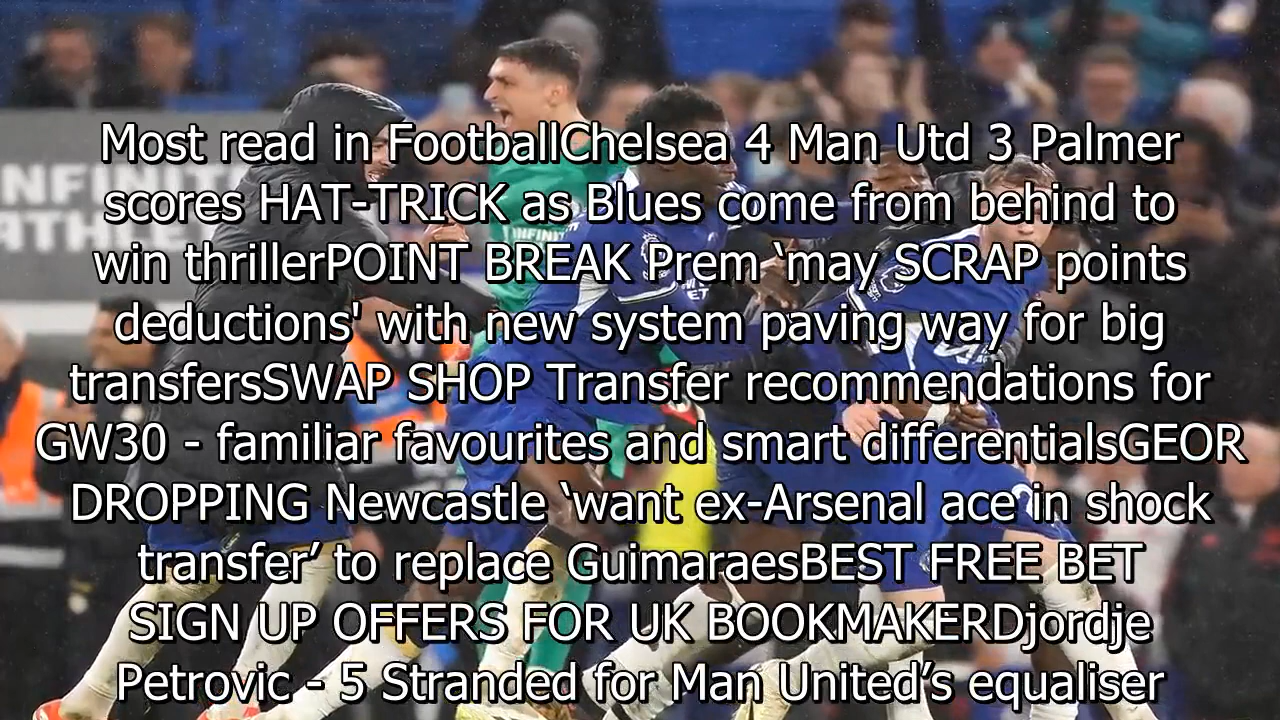 Most read in FootballChelsea 4 Man Utd 3 Palmer
scores HAT-TRICK as Blues come from behind to
win thrillerPOINT BREAK Prem ‘may SCRAP points
deductions' with new system paving way for big
transfersSWAP SHOP Transfer recommendations for
GW30 - familiar favourites and smart differentialsGEOR
DROPPING Newcastle ‘want ex-Arsenal ace in shock
transfer’ to replace GuimaraesBEST FREE BET
SIGN UP OFFERS FOR UK BOOKMAKERDjordje
Petrovic - 5 Stranded for Man United’s equaliser